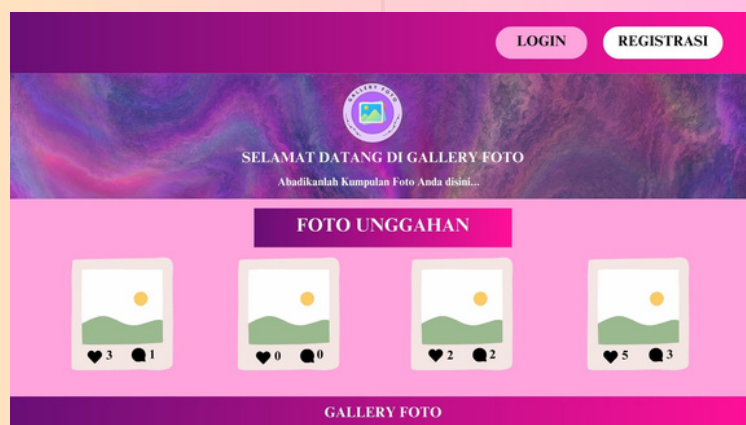 LOGIN REGISTRASI
GALLERY FOTO
SELAMAT DATANG DI GALLERY FOTO
Abadikanlah Kumpulan Foto Anda disini...
FOTO UNGGAHAN
3 1 0 0 2 2 5 3
GALLERY FOTO